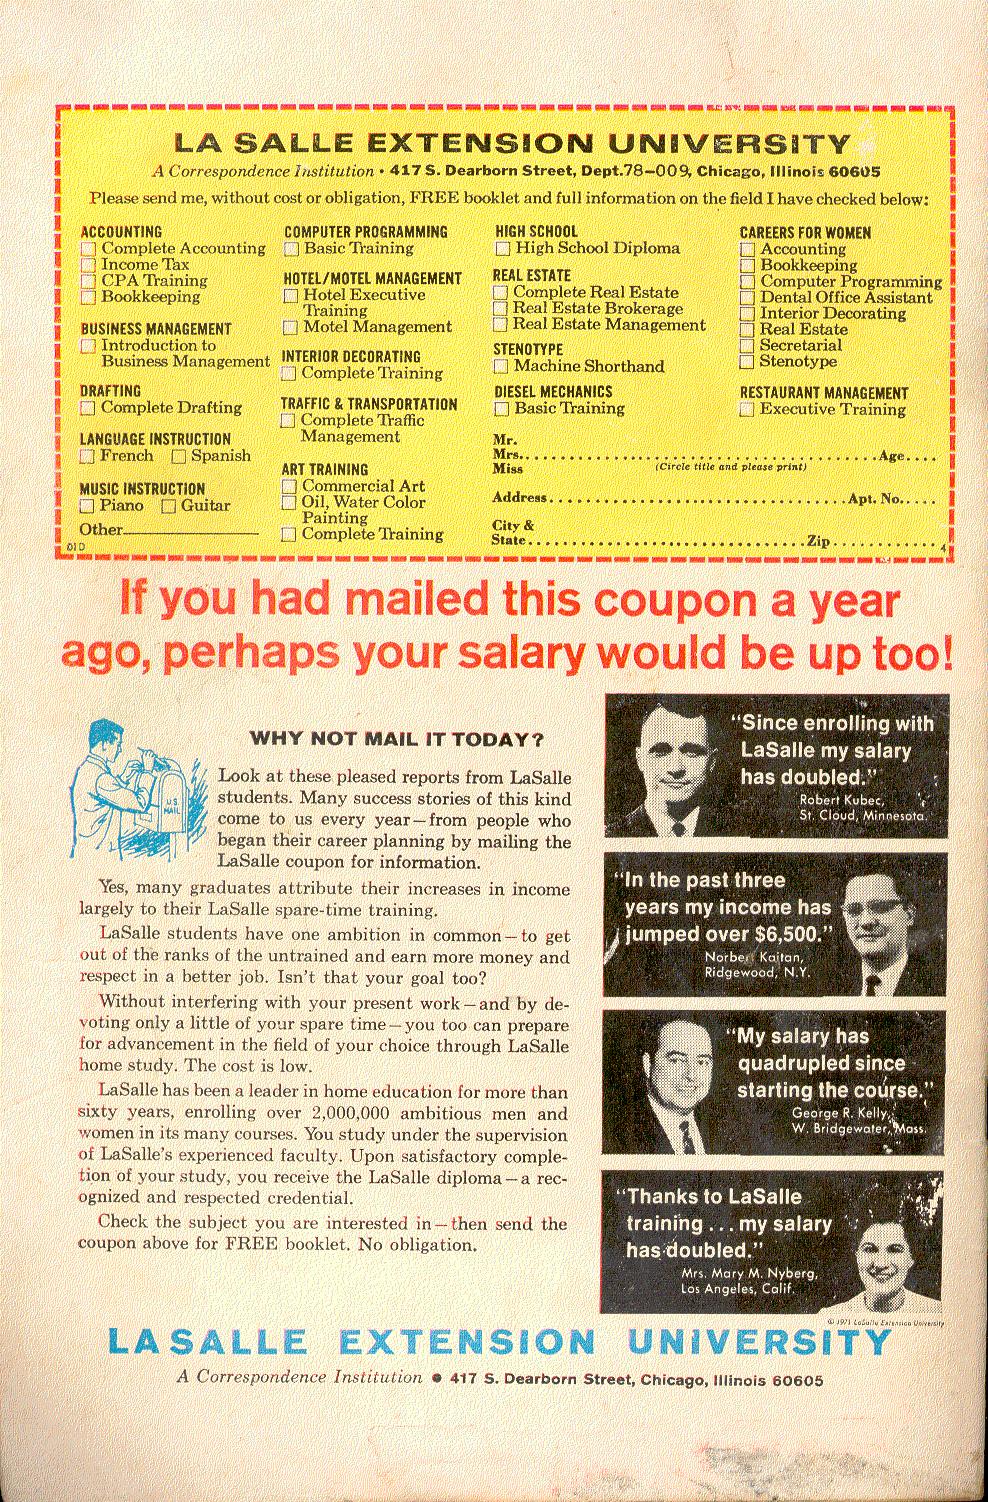 LA SALLE EXTENSION UNIVERSITY
A Correspondence Institution • 417 S. Dearborn Street, Dept. 78-009, Chicago, Illinois 60605
Please send me, without cost or obligation, FREE booklet and full information on the field I have checked below:
ACCOUNTING
Complete Accounting
Income Tax
CPA Training
Bookkeeping
BUSINESS MANAGEMENT
Introduction to
Business Management
DRAFTING
Complete Drafting
LANGUAGE INSTRUCTION
French Spanish
MUSIC INSTRUCTION
Piano Guitar
Other
01D
COMPUTER PROGRAMMING
Basic Training
HOTEL/MOTEL MANAGEMENT
Hotel Executive
Training
Motel Management
INTERIOR DECORATING
Complete Training
TRAFFIC & TRANSPORTATION
Complete Traffic
Management
ART TRAINING
Commercial Art
Oil, Water Color
Painting
Complete Training
HIGH SCHOOL
High School Diploma
REAL ESTATE
Complete Real Estate
Real Estate Brokerage
Real Estate Management
STENOTYPE
Machine Shorthand
DIESEL MECHANICS
Basic Training
CAREERS FOR WOMEN
Accounting
Bookkeeping
Computer Programming
Dental Office Assistant
Interior Decorating
Real Estate
Secretarial
Stenotype
RESTAURANT MANAGEMENT
Executive Training
Mr.
Mrs. Age
Miss (Circle title and please print)
Address Apt. No.
City &
State Zip 4
If you had mailed this coupon a year
ago, perhaps your salary would be up too!
U.S.
MAIL
WHY NOT MAIL IT TODAY?
Look at these pleased reports from LaSalle
students. Many success stories of this kind
come to us every year—from people who
began their career planning by mailing the
LaSalle coupon for information.
Yes, many graduates attribute their increases in income
largely to their LaSalle spare-time training.
LaSalle students have one ambition in common—to get
out of the ranks of the untrained and earn more money and
respect in a better job. Isn't that your goal too?
Without interfering with your present work—and by de-
voting only a little of your spare time—you too can prepare
for advancement in the field of your choice through LaSalle
home study. The cost is low.
LaSalle has been a leader in home education for more than
sixty years, enrolling over 2,000,000 ambitious men and
women in its many courses. You study under the supervision
of LaSalle's experienced faculty. Upon satisfactory comple-
tion of your study, you receive the LaSalle diploma—a rec-
ognized and respected credential.
Check the subject you are interested in—then send the
coupon above for FREE booklet. No obligation.
"Since enrolling with
LaSalle my salary
has doubled."
Robert Kubec,
St. Cloud, Minnesota.
"In the past three
years my income has
jumped over $6,500."
Norbert Kaitan,
Ridgewood, N.Y.
"My salary has
quadrupled since
starting the course."
George R. Kelly,
W. Bridgewater, Mass.
"Thanks to LaSalle
training ... my salary
has doubled."
Mrs. Mary M. Nyberg,
Los Angeles, Calif.
© 1971 LaSalle Extension University
LA SALLE EXTENSION UNIVERSITY
A Correspondence Institution • 417 S. Dearborn Street, Chicago, Illinois 60605